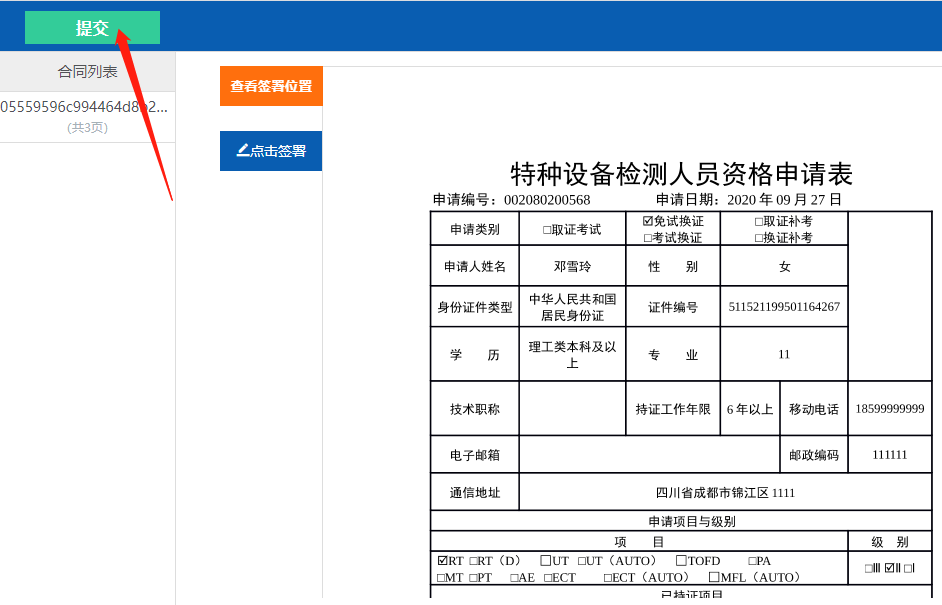 提交
合同列表
05559596c994464d8b2...
(共3页)
查看签署位置
点击签署
特种设备检测人员资格申请表
申请编号：002080200568 申请日期：2020 年 09 月 27 日
申请类别 □取证考试 ☑免试换证 □取证补考
□考试换证 □换证补考
申请人姓名 邓雪玲 性 别 女
身份证件类型 中华人民共和国 证件编号 511521199501164267
居民身份证
学 历 理工类本科及以 专 业 11
上
技术职称 持证工作年限 6 年以上 移动电话 18599999999
电子邮箱 邮政编码 111111
通信地址 四川省成都市锦江区 1111
申请项目与级别
项 目 级 别
☑RT □RT（D） □UT □UT（AUTO） □TOFD □PA
□MT □PT □AE □ECT □ECT（AUTO） □MFL（AUTO） □Ⅲ ☑Ⅱ □Ⅰ
已持证项目